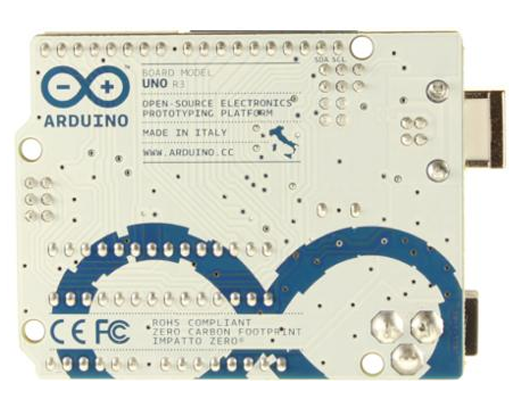 SDA SCL
ARDUINO
TM
BOARD MODEL
UNO R3
OPEN-SOURCE ELECTRONICS
PROTOTYPING PLATFORM
MADE IN ITALY
WWW.ARDUINO.CC
CE FC
ROHS COMPLIANT
ZERO CARBON FOOTPRINT
IMPATTO ZERO®